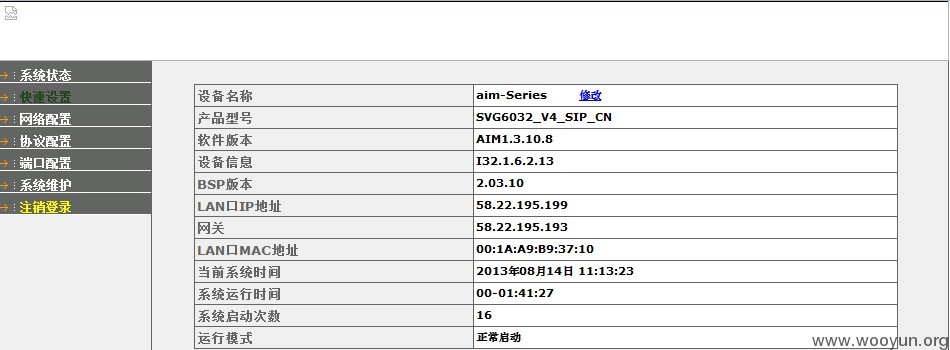 系统状态
快速设置
网络配置
协议配置
端口配置
系统维护
注销登录
设备名称 aim-Series 修改
产品型号 SVG6032_V4_SIP_CN
软件版本 AIM1.3.10.8
设备信息 I32.1.6.2.13
BSP版本 2.03.10
LAN口IP地址 58.22.195.199
网关 58.22.195.193
LAN口MAC地址 00:1A:A9:B9:37:10
当前系统时间 2013年08月14日 11:13:23
系统运行时间 00-01:41:27
系统启动次数 16
运行模式 正常启动
www.wooyun.org